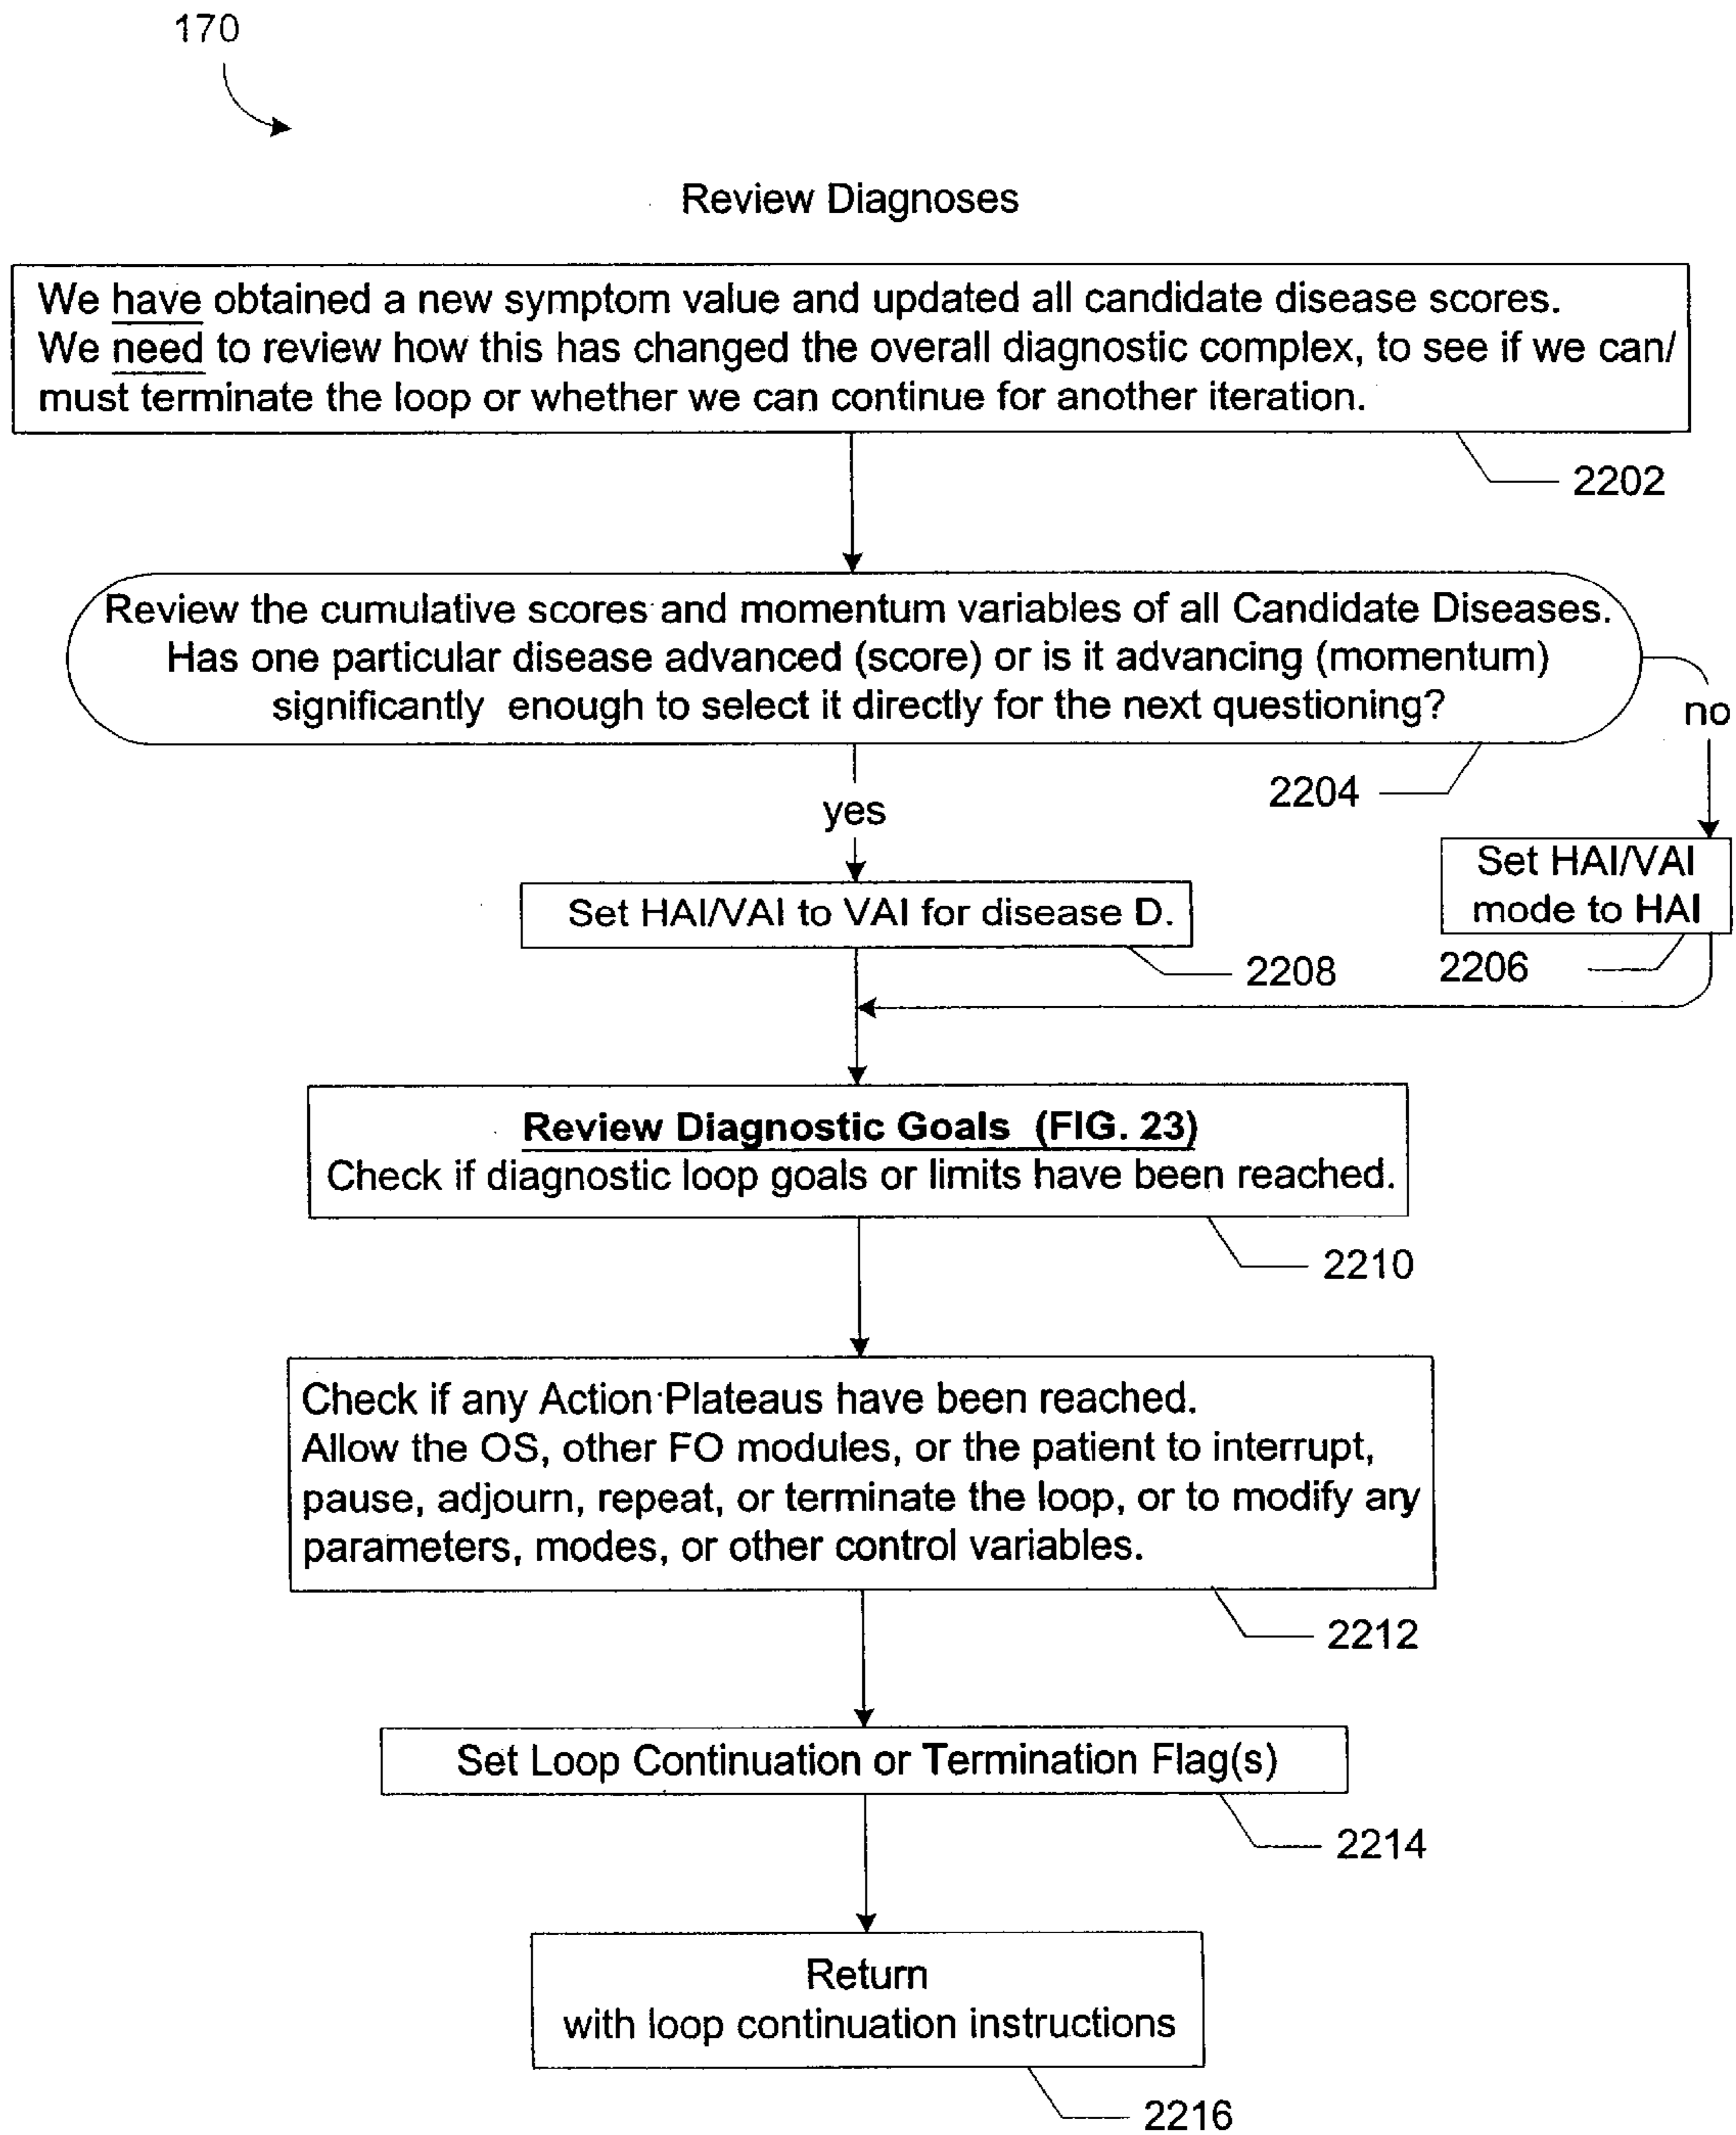 170
Review Diagnoses
We have obtained a new symptom value and updated all candidate disease scores.
We need to review how this has changed the overall diagnostic complex, to see if we can/
must terminate the loop or whether we can continue for another iteration.
2202
Review the cumulative scores and momentum variables of all Candidate Diseases.
Has one particular disease advanced (score) or is it advancing (momentum)
significantly enough to select it directly for the next questioning?
no
2204
yes
Set HAI/VAI
mode to HAI
Set HAI/VAI to VAI for disease D.
2208
2206
Review Diagnostic Goals (FIG. 23)
Check if diagnostic loop goals or limits have been reached.
2210
Check if any Action Plateaus have been reached.
Allow the OS, other FO modules, or the patient to interrupt,
pause, adjourn, repeat, or terminate the loop, or to modify any
parameters, modes, or other control variables.
2212
Set Loop Continuation or Termination Flag(s)
2214
Return
with loop continuation instructions
2216